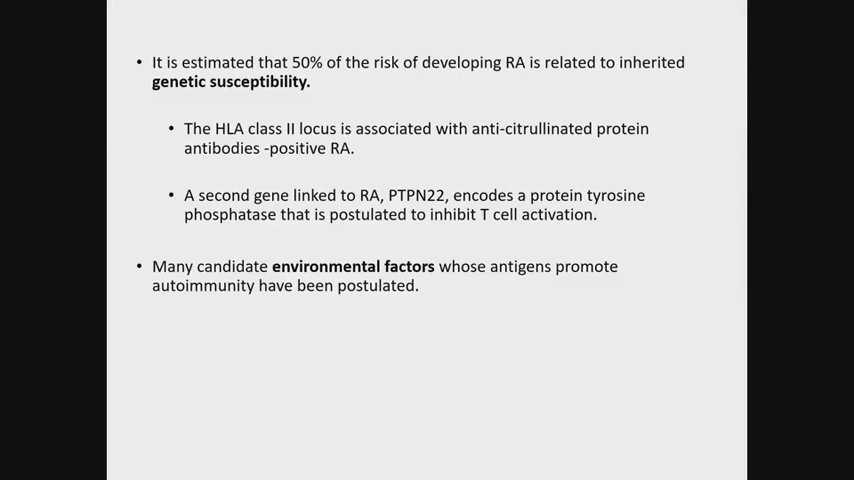 • It is estimated that 50% of the risk of developing RA is related to inherited
genetic susceptibility.
• The HLA class II locus is associated with anti-citrullinated protein
antibodies -positive RA.
• A second gene linked to RA, PTPN22, encodes a protein tyrosine
phosphatase that is postulated to inhibit T cell activation.
• Many candidate environmental factors whose antigens promote
autoimmunity have been postulated.